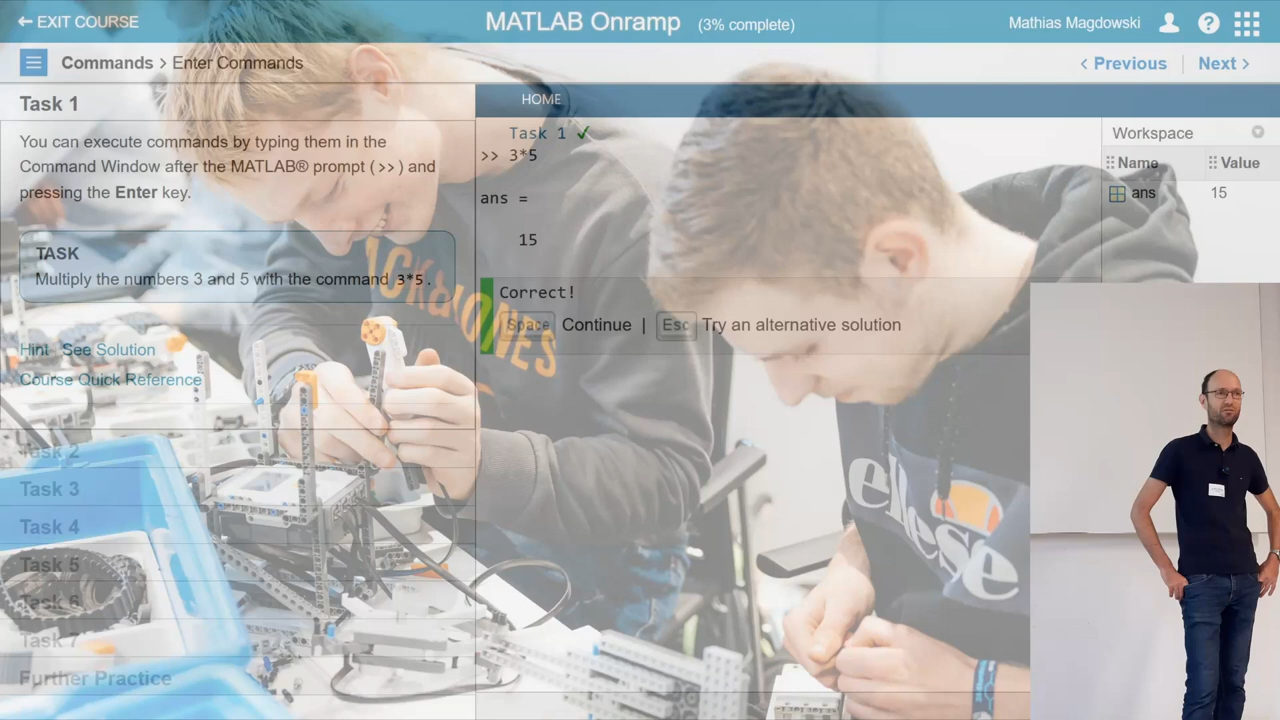 ← EXIT COURSE
MATLAB Onramp (3% complete)
Mathias Magdowski
?
Commands > Enter Commands
< Previous | Next >
Task 1
You can execute commands by typing them in the
Command Window after the MATLAB® prompt (>>) and
pressing the Enter key.
TASK
Multiply the numbers 3 and 5 with the command 3*5.
Hint See Solution
Course Quick Reference
Task 2
Task 3
Task 4
Task 5
Task 6
Task 7
Further Practice
HOME
Task 1 ✓
>> 3*5
ans =
15
Correct!
Space Continue | Esc Try an alternative solution
Workspace
Name Value
ans 15
JACK & JONES
ellesse